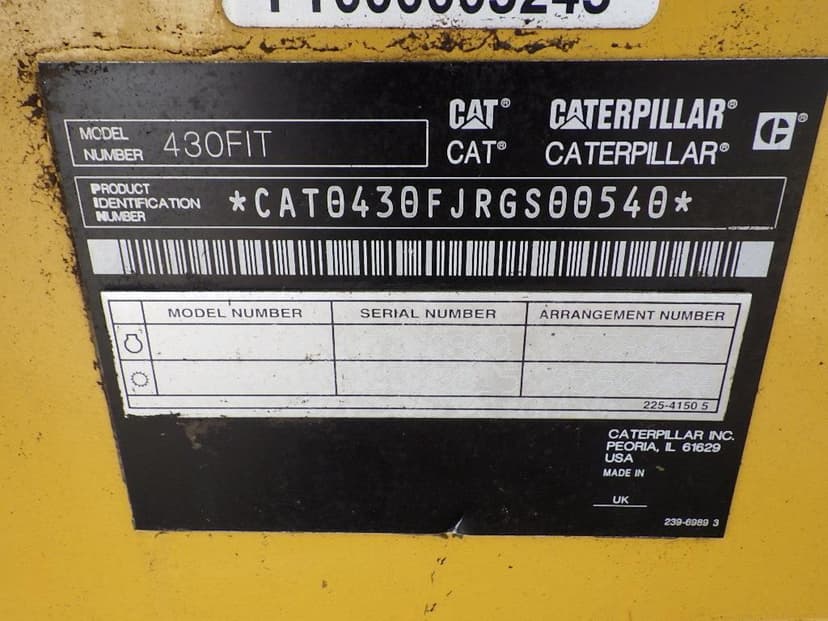 CAT® CATERPILLAR®
MODEL NUMBER 430FIT
CAT® CATERPILLAR®
PRODUCT IDENTIFICATION NUMBER *CAT0430FJRGS00540*
MODEL NUMBER SERIAL NUMBER ARRANGEMENT NUMBER
225-4150 5
CATERPILLAR INC.
PEORIA, IL 61629
USA
MADE IN
UK
239-6989 3